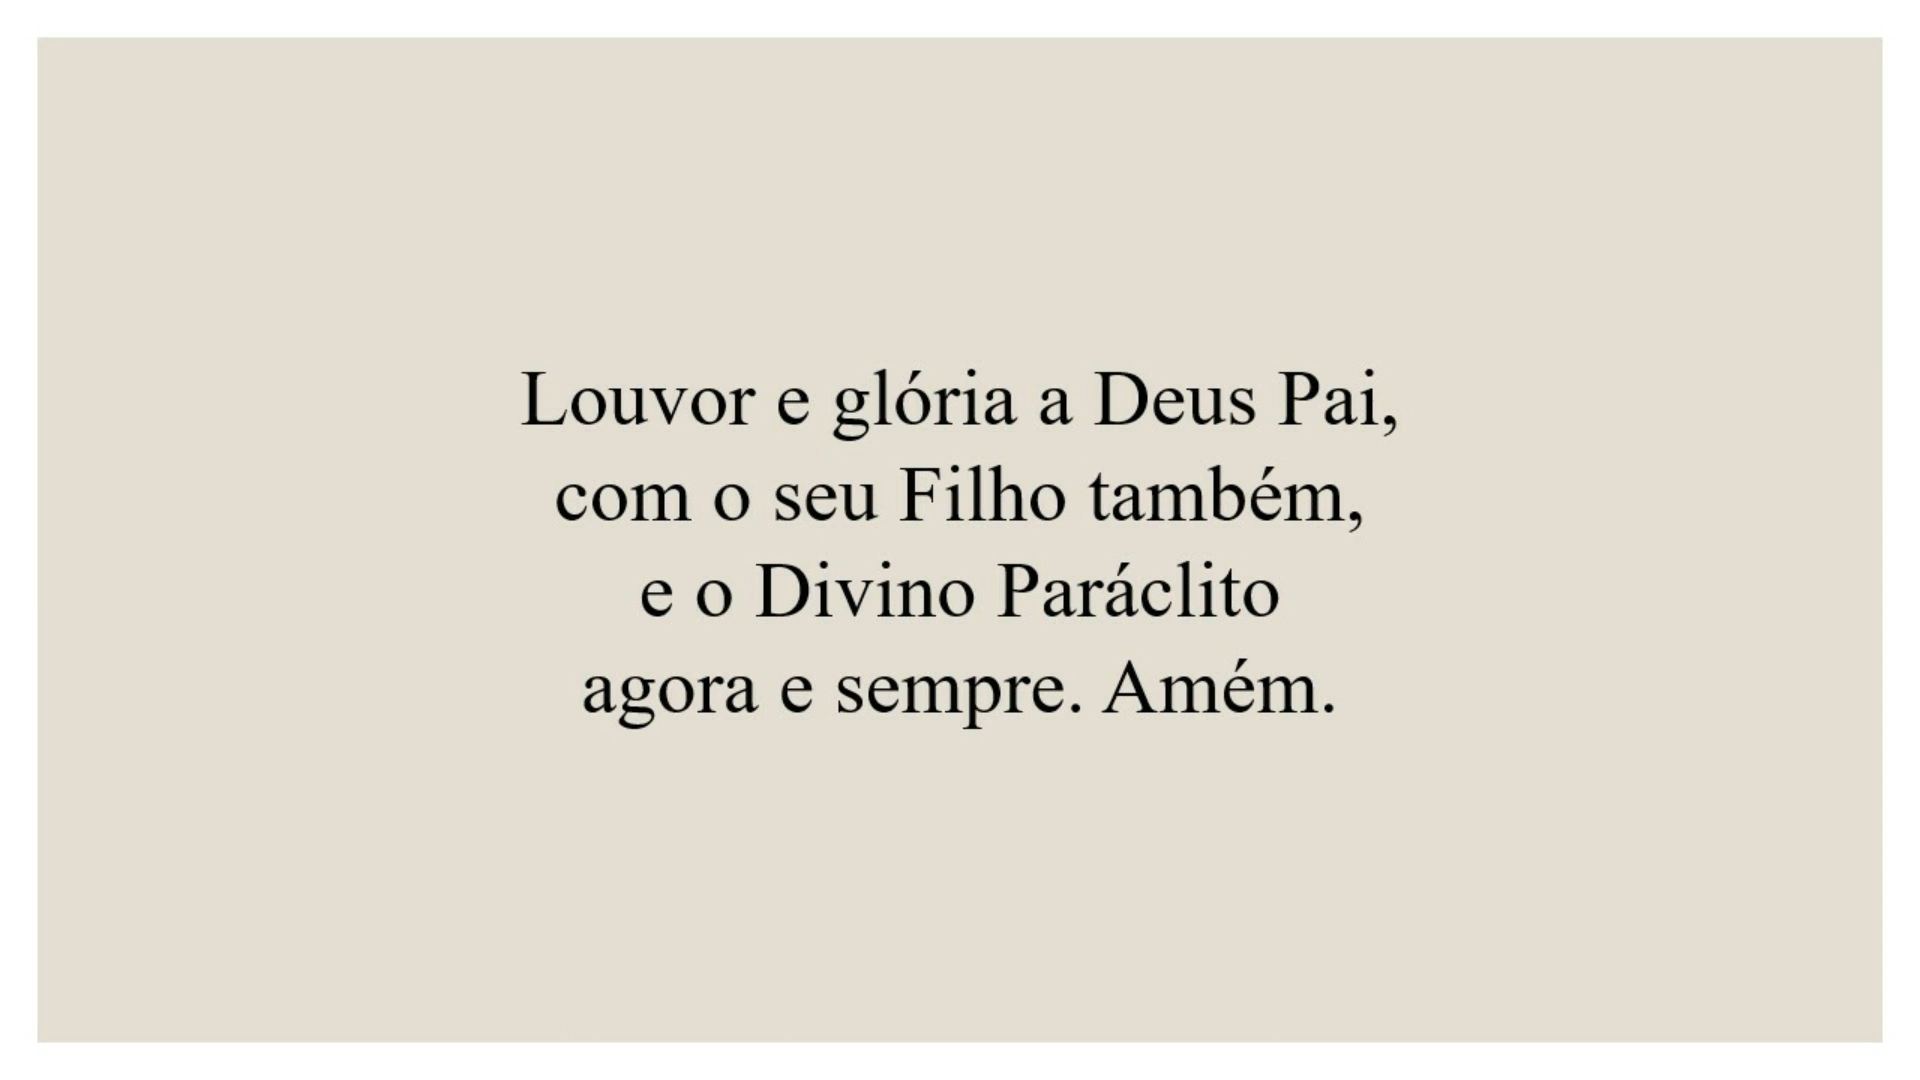 Louvor e glória a Deus Pai,
com o seu Filho também,
e o Divino Paráclito
agora e sempre. Amém.